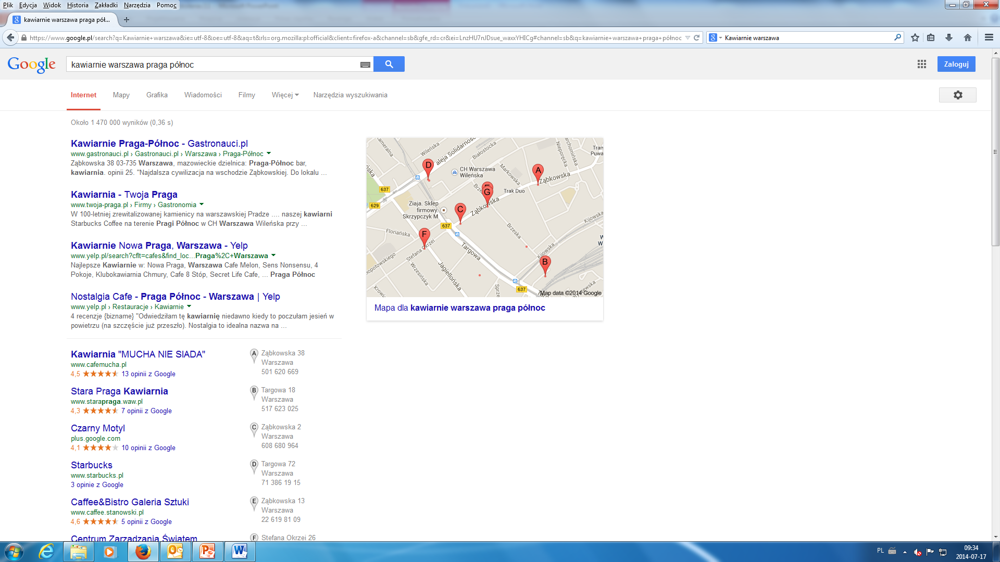 Plik Edycja Widok Historia Zakładki Narzędzia Pomoc
kawiarnie warszawa praga pół...
https://www.google.pl/search?q=Kawiarnie+warszawa&ie=utf-8&oe=utf-8&aq=t&rls=org.mozilla:pl:official&client=firefox-a&channel=sb&gfe_rd=cr&ei=LnzHU7nJDsue_waxxYHICg#channel=sb&q=kawiarnie+warszawa+praga+północ
Kawiarnie warszawa
Google
kawiarnie warszawa praga północ
Zaloguj
Internet Mapy Grafika Wiadomości Filmy Więcej Narzędzia wyszukiwania
Około 1 470 000 wyników (0,36 s)
Kawiarnie Praga-Północ - Gastronauci.pl
www.gastronauci.pl › Gastronauci.pl › Warszawa › Praga-Północ
Ząbkowska 38 03-735 Warszawa, mazowieckie dzielnica: Praga-Północ bar,
kawiarnia. opinii 25. "Najdalsza cywilizacja na wschodzie Ząbkowskiej. Do lokalu ...
Kawiarnia - Twoja Praga
www.twoja-praga.pl › Firmy › Gastronomia
W 100-letniej zrewitalizowanej kamienicy na warszawskiej Pradze .... naszej kawiarni
Starbucks Coffee na terenie Pragi Północ w CH Warszawa Wileńska przy ...
Kawiarnie Nowa Praga, Warszawa - Yelp
www.yelp.pl/search?cflt=cafes&find_loc...Praga%2C+Warszawa
Najlepsze Kawiarnie w: Nowa Praga, Warszawa Cafe Melon, Sens Nonsensu, 4
Pokoje, Klubokawiarnia Chmury, Cafe 8 Stóp, Secret Life Cafe, ... Praga Północ
Nostalgia Cafe - Praga Północ - Warszawa | Yelp
www.yelp.pl › Restauracje › Kawiarnie
4 recenzje {bizname} "Odwiedziłam tę kawiarnię niedawno kiedy to poczułam jesień w
powietrzu (na szczęście już przeszło). Nostalgia to idealna nazwa na ...
Kawiarnia "MUCHA NIE SIADA"
www.cafemucha.pl
4,5 13 opinii z Google
A Ząbkowska 38
Warszawa
501 620 669
Stara Praga Kawiarnia
www.starapraga.waw.pl
4,3 7 opinii z Google
B Targowa 18
Warszawa
517 623 025
Czarny Motyl
plus.google.com
4,1 10 opinii z Google
C Ząbkowska 2
Warszawa
608 680 964
Starbucks
www.starbucks.pl
3 opinie z Google
D Targowa 72
Warszawa
71 386 19 15
Caffee&Bistro Galeria Sztuki
www.caffee.stanowski.pl
4,6 5 opinii z Google
E Ząbkowska 13
Warszawa
22 619 81 09
Centrum Zarządzania Światem
F Stefana Okrzei 26
Kameralna
Wileńska
aleja Solidarność
Białostocka
Nieporęcka
Tram
Puwa
D
CH Warszawa
Wileńska
Markowska
A
Ząbkowska
637
629
Trak Duo
G
Ząbkowska
Ziaja. Sklep
firmowy.
Skrzypczyk M
C
637
Floriańska
F
Stefana Okrzei
Brzeska
Kijowska
Targowa
Kijowska
B
Wrzesińska
Jagiellońska
637
Map data ©2014 Google
Mapa dla kawiarnie warszawa praga północ
PL
09:34
2014-07-17